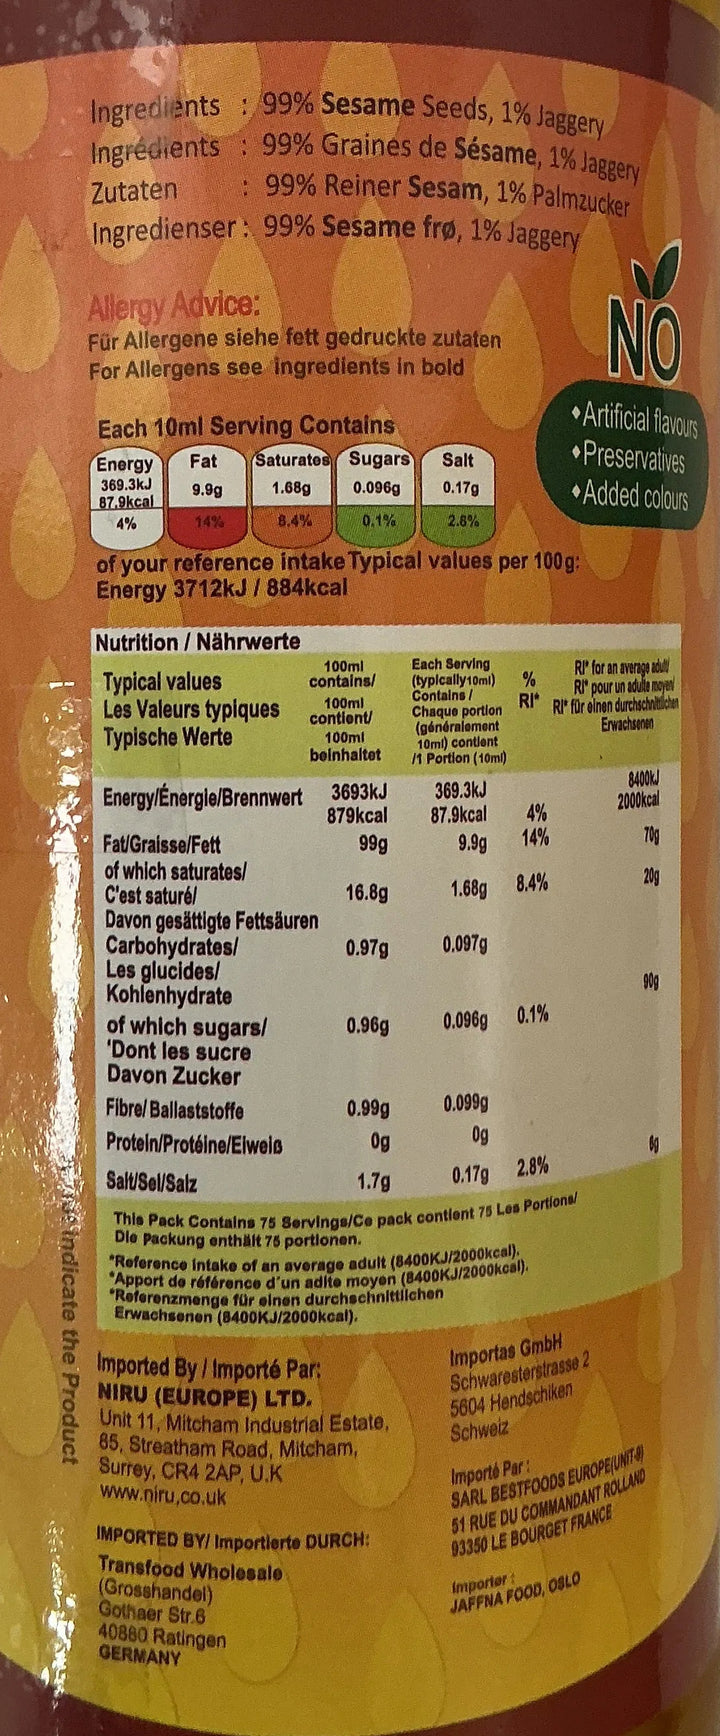 Ingredients : 99% Sesame Seeds, 1% Jaggery
Ingrédients : 99% Graines de Sésame, 1% Jaggery
Zutaten : 99% Reiner Sesam, 1% Palmzucker
Ingredienser : 99% Sesame frø, 1% Jaggery
Allergy Advice:
Für Allergene siehe fett gedruckte zutaten
For Allergens see ingredients in bold
NO
♦Artificial flavours
♦Preservatives
♦Added colours
Each 10ml Serving Contains
Energy Fat Saturates Sugars Salt
369.3kJ 9.9g 1.68g 0.096g 0.17g
87.9kcal
4% 14% 8.4% 0.1% 2.8%
of your reference intake Typical values per 100g:
Energy 3712kJ / 884kcal
Nutrition / Nährwerte
Typical values
Les Valeurs typiques
Typische Werte
100ml
contains/
100ml
contient/
100ml
beinhaltet
Each Serving
(typically10ml)
Contains /
Chaque portion
(généralement
10ml) contient
/1 Portion (10ml)
%
RI*
RI* for an average adult/
RI* pour un adulte moyen/
RI* für einen durchschnittlichen
Erwachsenen
Energy/Énergie/Brennwert 3693kJ 369.3kJ 8400kJ
879kcal 87.9kcal 4% 2000kcal
Fat/Graisse/Fett 99g 9.9g 14% 70g
of which saturates/
C'est saturé/ 16.8g 1.68g 8.4% 20g
Davon gesättigte Fettsäuren
Carbohydrates/ 0.97g 0.097g
Les glucides/
Kohlenhydrate 90g
of which sugars/ 0.96g 0.096g 0.1%
'Dont les sucre
Davon Zucker
Fibre/ Ballaststoffe 0.99g 0.099g
Protein/Protéine/Eiweiß 0g 0g
Salt/Sel/Salz 1.7g 0.17g 2.8% 6g
This Pack Contains 75 Servings/Ce pack contient 75 Les Portions/
Die Packung enthält 75 portionen.
*Reference intake of an average adult (8400KJ/2000kcal).
*Apport de référence d'un adlte moyen (8400KJ/2000kcal).
*Referenzmenge für einen durchschnittlichen
Erwachsenen (8400KJ/2000kcal).
indicate the Product
Imported By / Importé Par:
NIRU (EUROPE) LTD.
Unit 11, Mitcham Industrial Estate,
85, Streatham Road, Mitcham,
Surrey, CR4 2AP, U.K
www.niru,co.uk
IMPORTED BY/ Importierte DURCH:
Transfood Wholesale
(Grosshandel)
Gothaer Str.6
40880 Ratingen
GERMANY
Importas GmbH
Schwaresterstrasse 2
5604 Hendschiken
Schweiz
Importé Par :
SARL BESTFOODS EUROPE(UNIT-9)
51 RUE DU COMMANDANT ROLLAND
93350 LE BOURGET FRANCE
Importer :
JAFFNA FOOD, OSLO